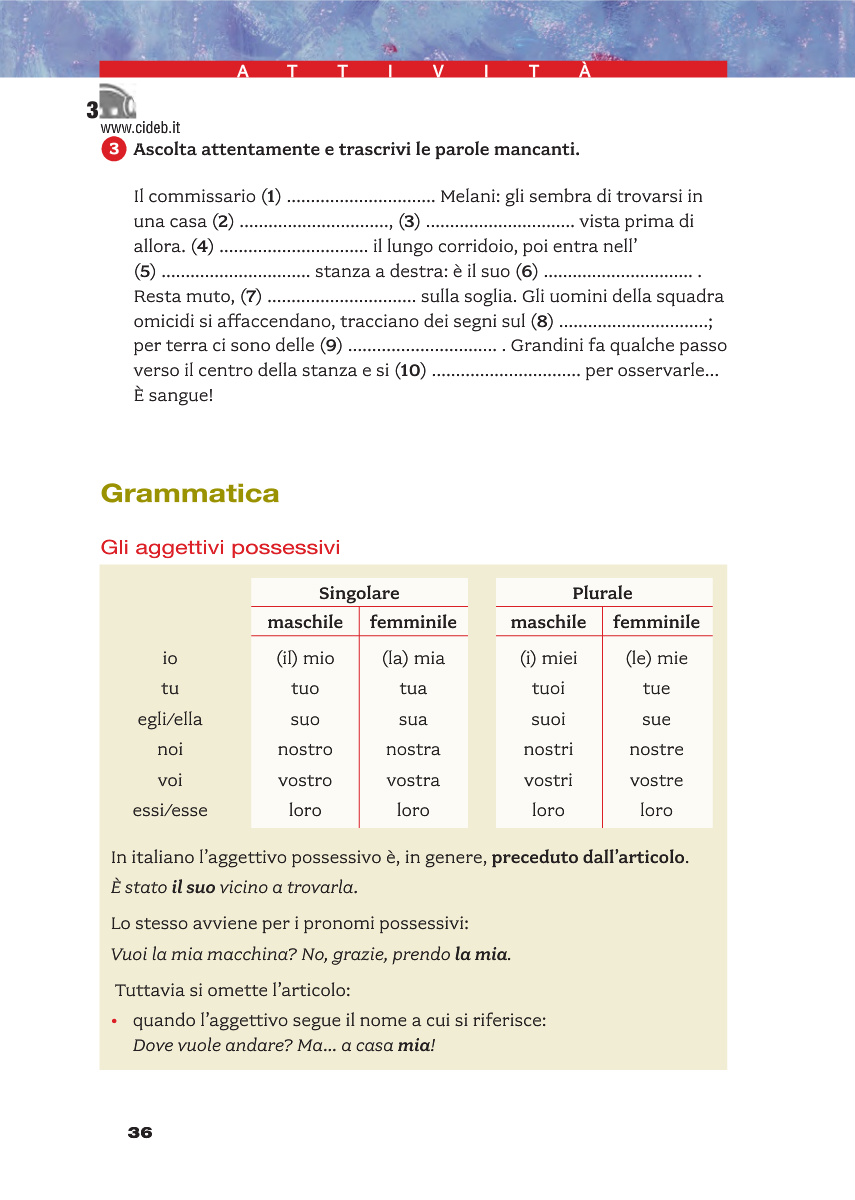 A T T I V I T À
3
www.cideb.it
3 Ascolta attentamente e trascrivi le parole mancanti.
Il commissario (1) ............................... Melani: gli sembra di trovarsi in
una casa (2) ..............................., (3) ............................... vista prima di
allora. (4) ............................... il lungo corridoio, poi entra nell'
(5) ............................... stanza a destra: è il suo (6) ............................... .
Resta muto, (7) ............................... sulla soglia. Gli uomini della squadra
omicidi si affaccendano, tracciano dei segni sul (8) ...............................;
per terra ci sono delle (9) ............................... . Grandini fa qualche passo
verso il centro della stanza e si (10) ............................... per osservarle...
È sangue!
Grammatica
Gli aggettivi possessivi
Singolare Plurale
maschile femminile maschile femminile
io (il) mio (la) mia (i) miei (le) mie
tu tuo tua tuoi tue
egli/ella suo sua suoi sue
noi nostro nostra nostri nostre
voi vostro vostra vostri vostre
essi/esse loro loro loro loro
In italiano l'aggettivo possessivo è, in genere, preceduto dall'articolo.
È stato il suo vicino a trovarla.
Lo stesso avviene per i pronomi possessivi:
Vuoi la mia macchina? No, grazie, prendo la mia.
Tuttavia si omette l'articolo:
• quando l'aggettivo segue il nome a cui si riferisce:
Dove vuole andare? Ma... a casa mia!
36